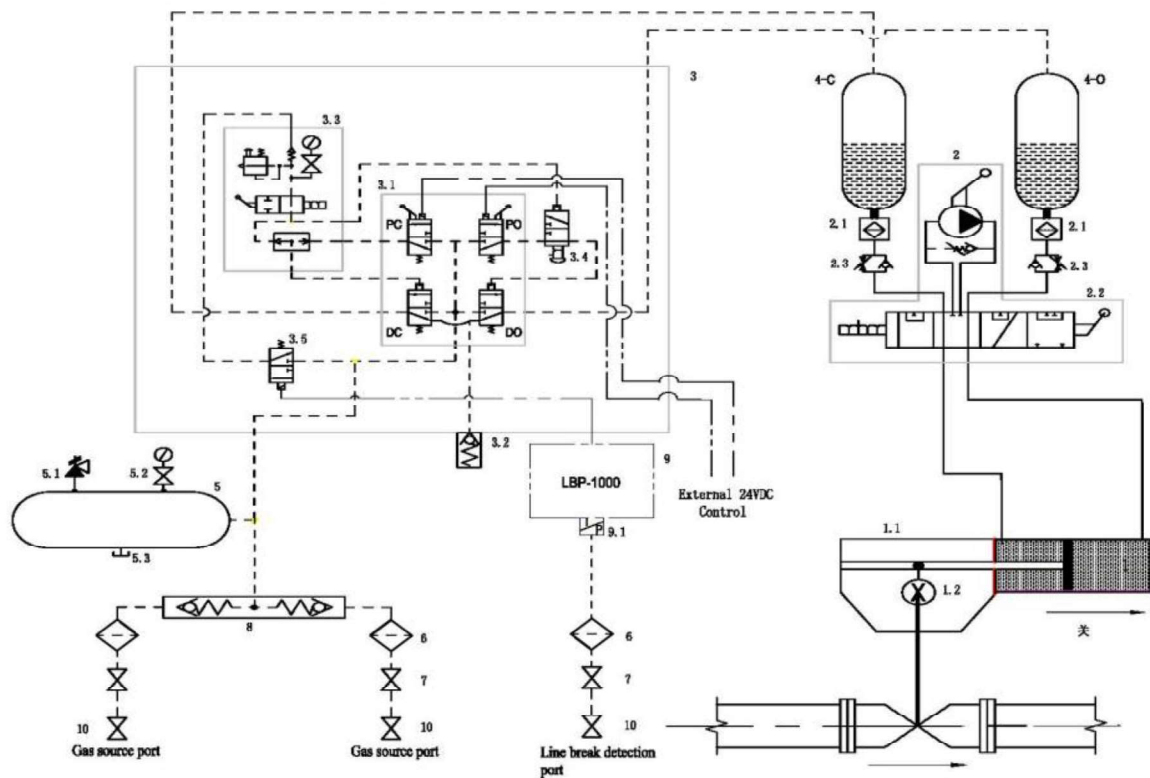 3
4-C
4-O
3.3
2
3.1
PC
PO
2.1
2.1
3.4
2.3
2.3
2.2
DC
DO
3.5
3.2
9
LBP-1000
External 24VDC
Control
5.1
5.2
5
9.1
5.3
1.1
1
1.2
关
8
6
6
7
7
10
10
10
Gas source port
Gas source port
Line break detection
port